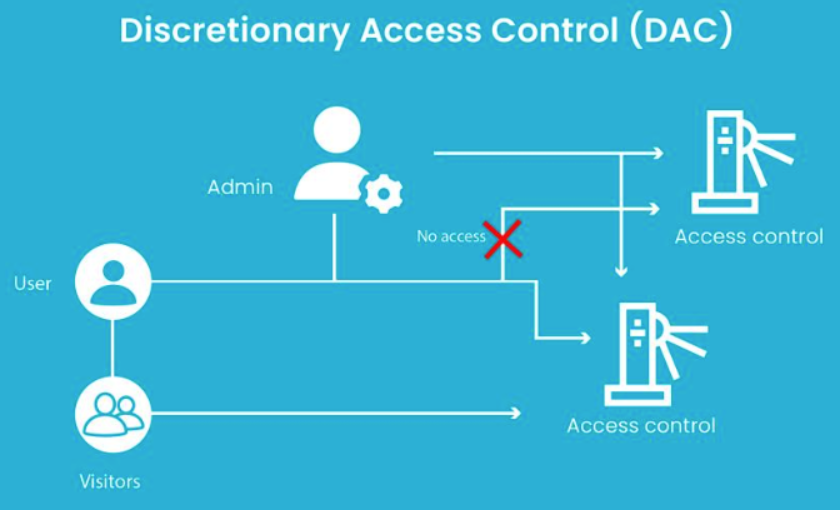 Discretionary Access Control (DAC)
Admin
No access
Access control
User
Access control
Visitors